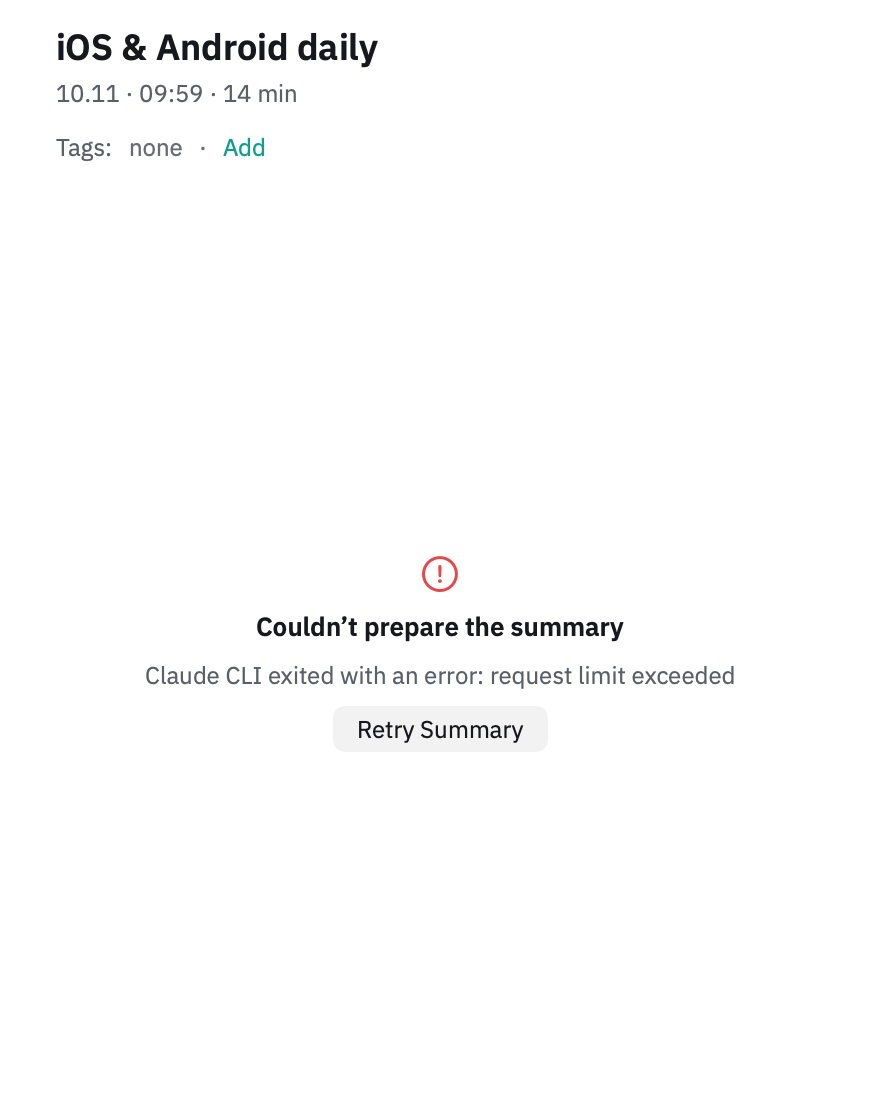 iOS & Android daily
10.11 · 09:59 · 14 min
Tags: none · Add
Couldn’t prepare the summary
Claude CLI exited with an error: request limit exceeded
Retry Summary